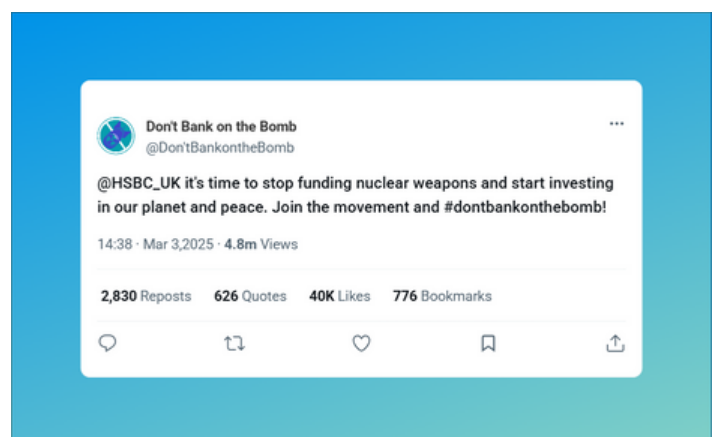 Don't Bank on the Bomb
@Don'tBankontheBomb
@HSBC_UK it's time to stop funding nuclear weapons and start investing
in our planet and peace. Join the movement and #dontbankonthebomb!
14:38 · Mar 3,2025 · 4.8m Views
2,830 Reposts 626 Quotes 40K Likes 776 Bookmarks